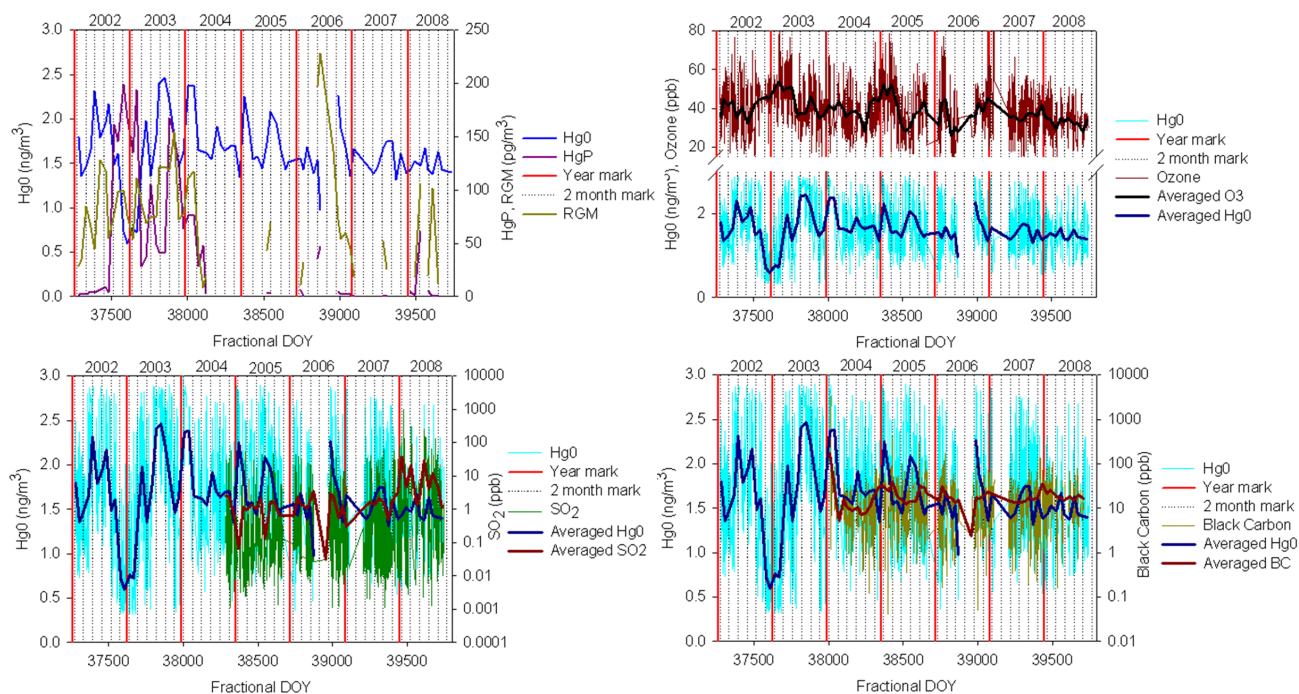 2002 2003 2004 2005 2006 2007 2008
3.0 2.5 2.0 1.5 1.0 0.5 0.0
Hg0 (ng/m3)
250 200 150 100 50 0
HgP, RGM (pg/m3)
37500 38000 38500 39000 39500
Fractional DOY
Hg0
HgP
Year mark
2 month mark
RGM
2002 2003 2004 2005 2006 2007 2008
80 60 40 20
2 0
Hg0 (ng/m³), Ozone (ppb)
37500 38000 38500 39000 39500
Fractional DOY
Hg0
Year mark
2 month mark
Ozone
Averaged O3
Averaged Hg0
2002 2003 2004 2005 2006 2007 2008
3.0 2.5 2.0 1.5 1.0 0.5 0.0
Hg0 (ng/m3)
10000 1000 100 10 1 0.1 0.01 0.001 0.0001
SO2 (ppb)
37500 38000 38500 39000 39500
Fractional DOY
Hg0
Year mark
2 month mark
SO2
Averaged Hg0
Averaged SO2
2002 2003 2004 2005 2006 2007 2008
3.0 2.5 2.0 1.5 1.0 0.5 0.0
Hg0 (ng/m3)
10000 1000 100 10 1 0.1 0.01
Black Carbon (ppb)
37500 38000 38500 39000 39500
Fractional DOY
Hg0
Year mark
2 month mark
Black Carbon
Averaged Hg0
Averaged BC